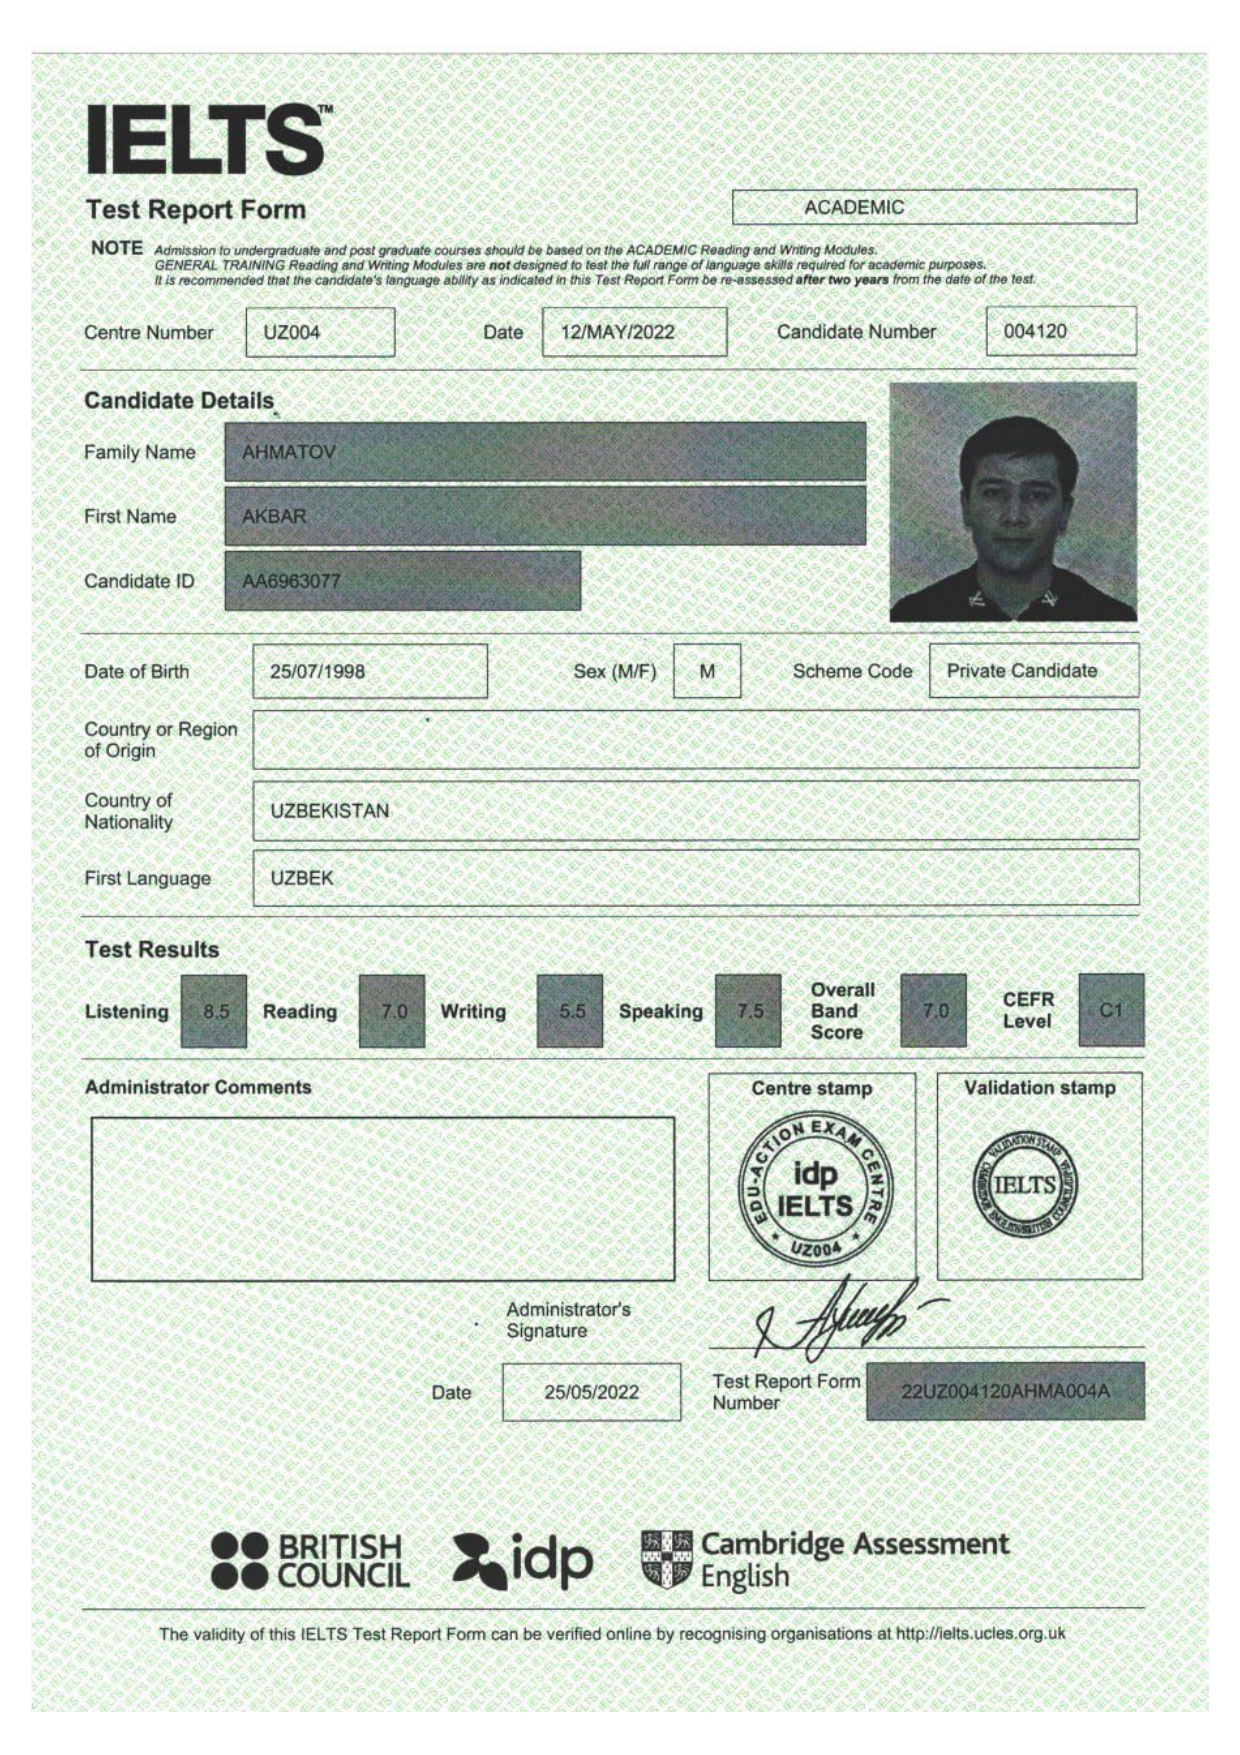 IELTS™
Test Report Form
ACADEMIC
NOTE Admission to undergraduate and post graduate courses should be based on the ACADEMIC Reading and Writing Modules.
GENERAL TRAINING Reading and Writing Modules are not designed to test the full range of language skills required for academic purposes.
It is recommended that the candidate's language ability as indicated in this Test Report Form be re-assessed after two years from the date of the test.
Centre Number UZ004 Date 12/MAY/2022 Candidate Number 004120
Candidate Details
Family Name AHMATOV
First Name AKBAR
Candidate ID AA6963077
Date of Birth 25/07/1998 Sex (M/F) M Scheme Code Private Candidate
Country or Region
of Origin
Country of
Nationality UZBEKISTAN
First Language UZBEK
Test Results
Listening 8.5 Reading 7.0 Writing 5.5 Speaking 7.5 Overall Band Score 7.0 CEFR Level C1
Administrator Comments
Centre stamp
EDU-ACTION EXAM CENTRE
idp
IELTS
UZ004
Validation stamp
VALIDATION STAMP
IELTS
Administrator's
Signature
Date 25/05/2022
Test Report Form
Number 22UZ004120AHMA004A
BRITISH
COUNCIL
idp
Cambridge Assessment
English
The validity of this IELTS Test Report Form can be verified online by recognising organisations at http://ielts.ucles.org.uk